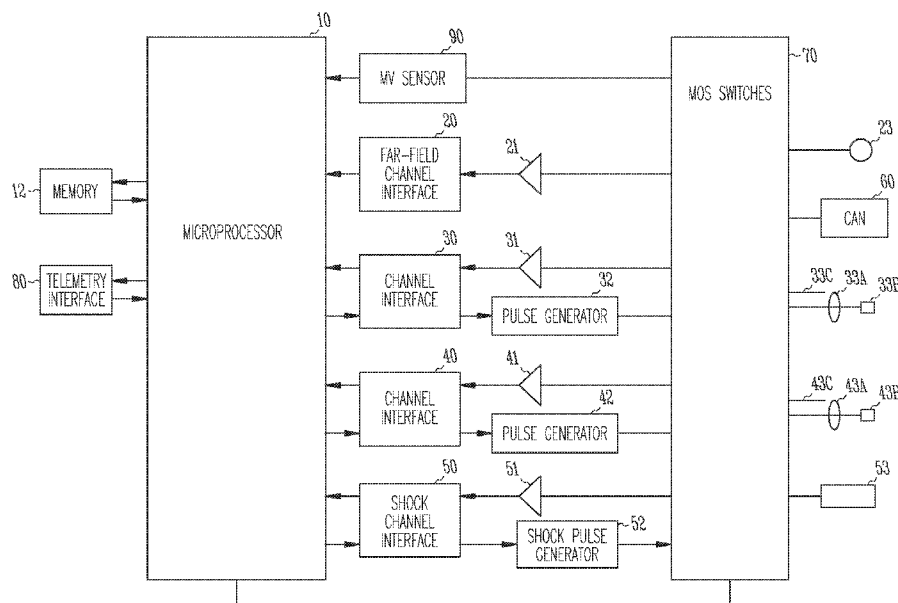 10
90
70
MV SENSOR
MOS SWITCHES
20
21
23
FAR-FIELD
CHANNEL
INTERFACE
12
MEMORY
60
CAN
MICROPROCESSOR
30
31
80
TELEMETRY
INTERFACE
CHANNEL
INTERFACE
32
PULSE GENERATOR
33C
33A
33B
40
41
CHANNEL
INTERFACE
42
PULSE GENERATOR
43C
43A
43B
50
51
53
SHOCK
CHANNEL
INTERFACE
52
SHOCK PULSE
GENERATOR